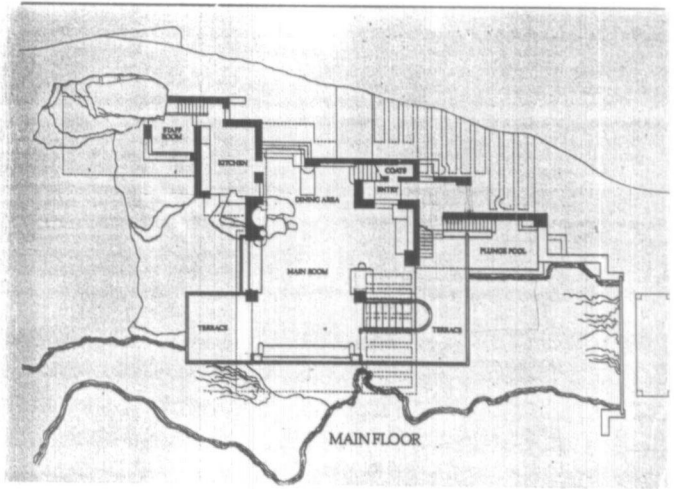 STAFF
ROOM
KITCHEN
COATS
ENTRY
DINING AREA
PLUNGE POOL
MAIN ROOM
TERRACE
TERRACE
MAIN FLOOR